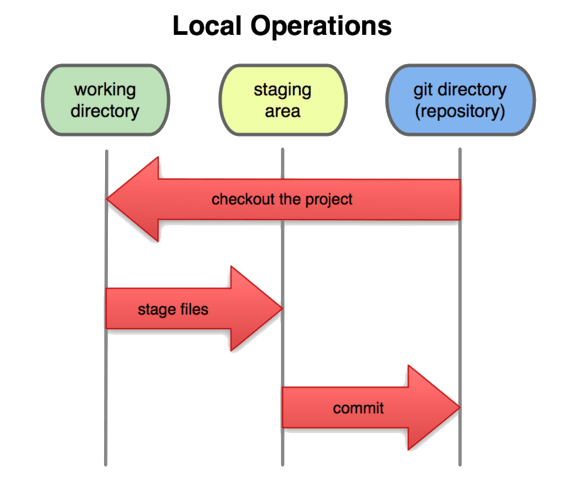 Local Operations
working
directory
staging
area
git directory
(repository)
checkout the project
stage files
commit